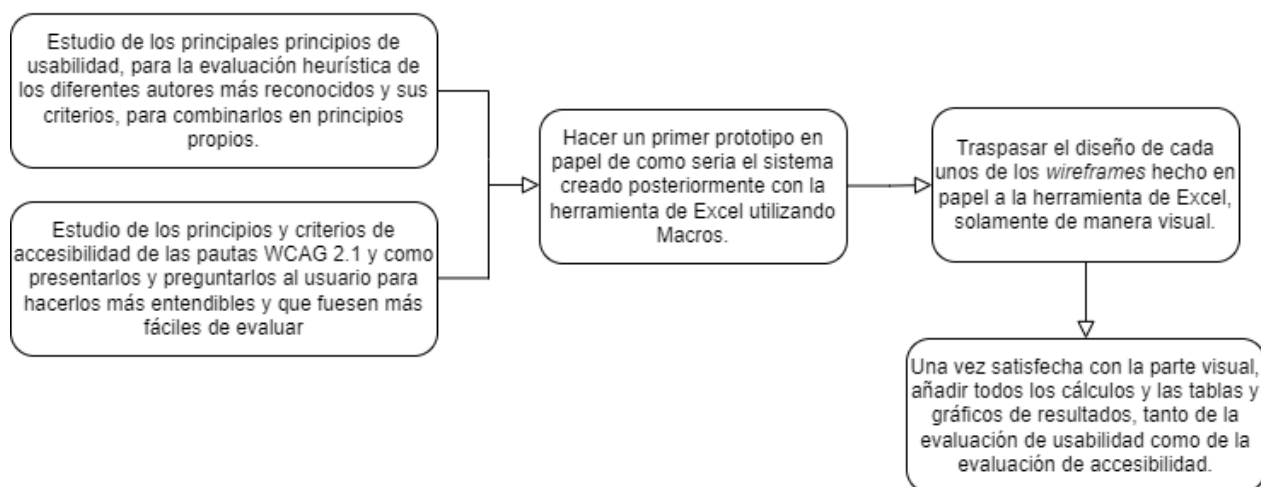 Estudio de los principales principios de
usabilidad, para la evaluación heurística de
los diferentes autores más reconocidos y sus
criterios, para combinarlos en principios
propios.
Estudio de los principios y criterios de
accesibilidad de las pautas WCAG 2.1 y como
presentarlos y preguntarlos al usuario para
hacerlos más entendibles y que fuesen más
fáciles de evaluar
Hacer un primer prototipo en
papel de como seria el sistema
creado posteriormente con la
herramienta de Excel utilizando
Macros.
Traspasar el diseño de cada
unos de los wireframes hecho en
papel a la herramienta de Excel,
solamente de manera visual.
Una vez satisfecha con la parte visual,
añadir todos los cálculos y las tablas y
gráficos de resultados, tanto de la
evaluación de usabilidad como de la
evaluación de accesibilidad.